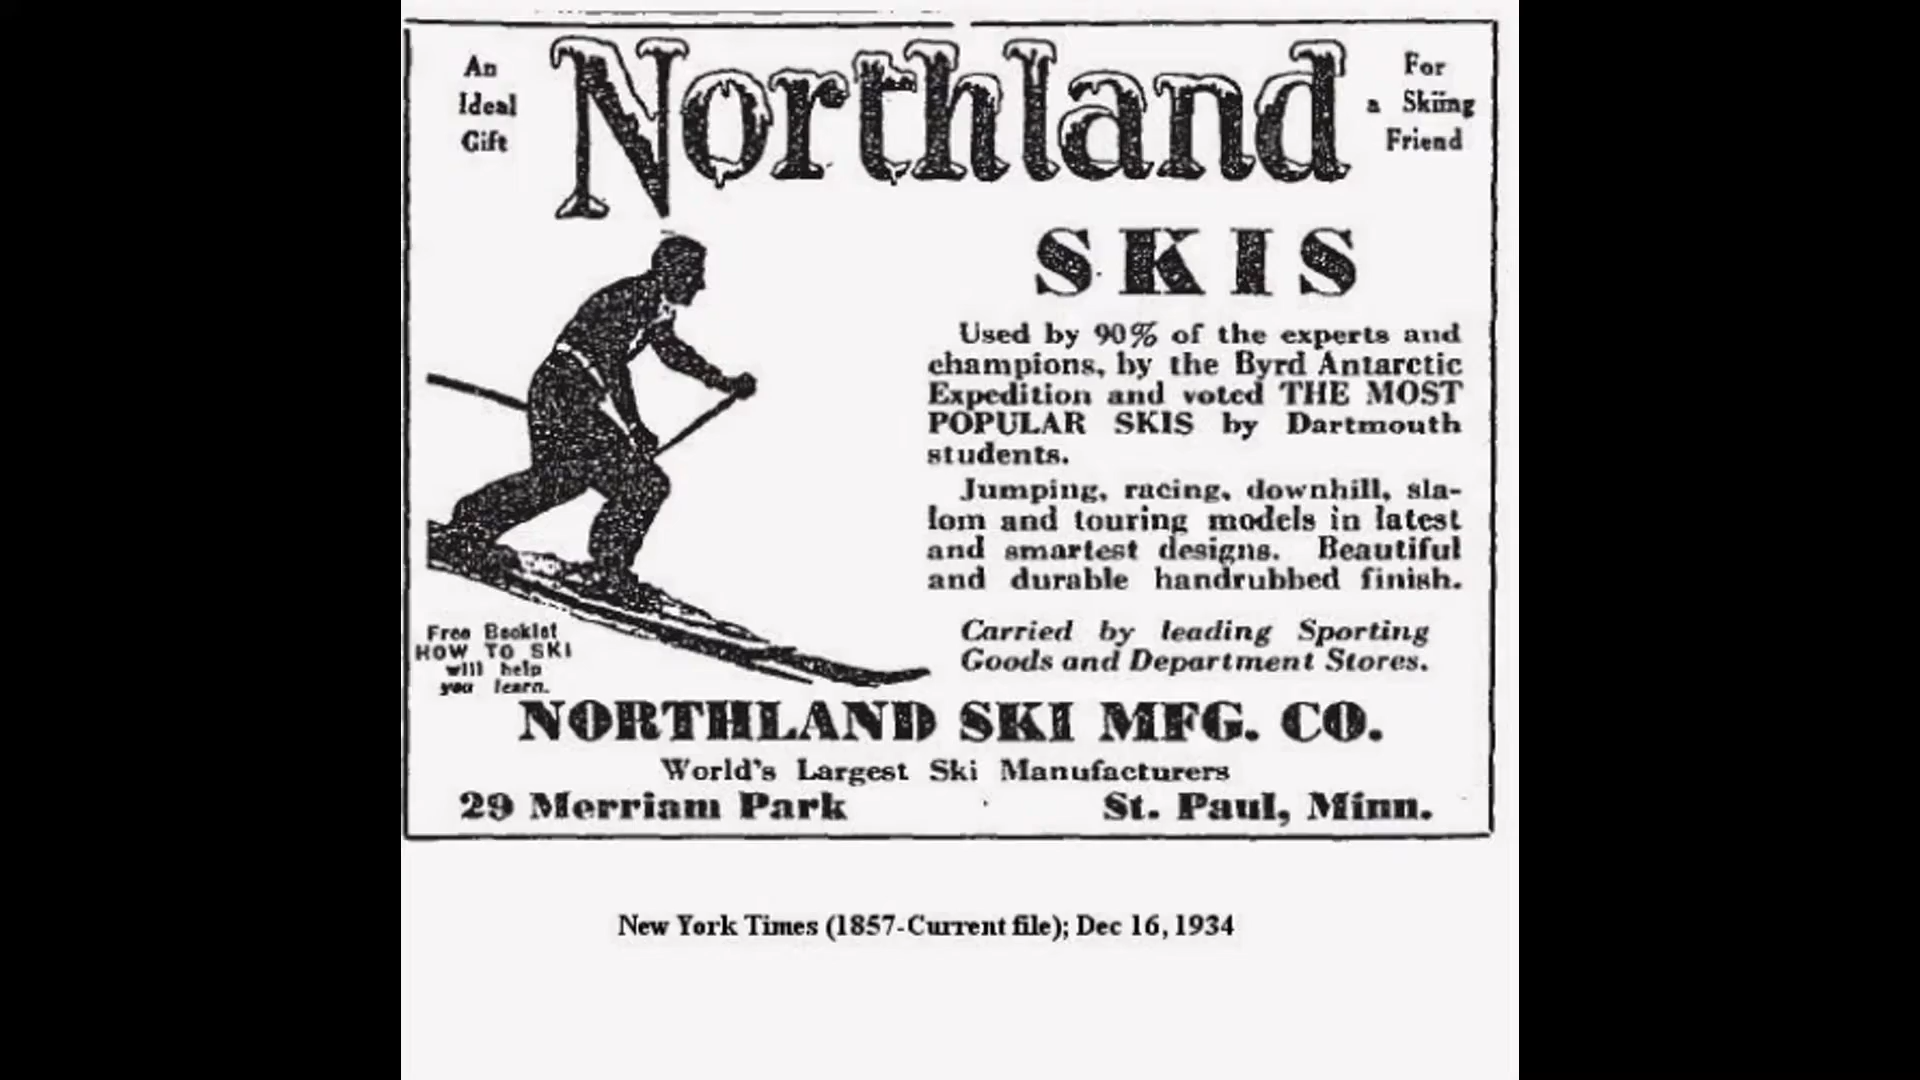 An
Ideal
Gift
Northland
For
a Skiing
Friend
SKIS
Used by 90% of the experts and
champions, by the Byrd Antarctic
Expedition and voted THE MOST
POPULAR SKIS by Dartmouth
students.
Jumping, racing, downhill, sla-
lom and touring models in latest
and smartest designs. Beautiful
and durable handrubbed finish.
Carried by leading Sporting
Goods and Department Stores.
Free Booklet
HOW TO SKI
will help
you learn.
NORTHLAND SKI MFG. CO.
World's Largest Ski Manufacturers
29 Merriam Park St. Paul, Minn.
New York Times (1857-Current file); Dec 16, 1934